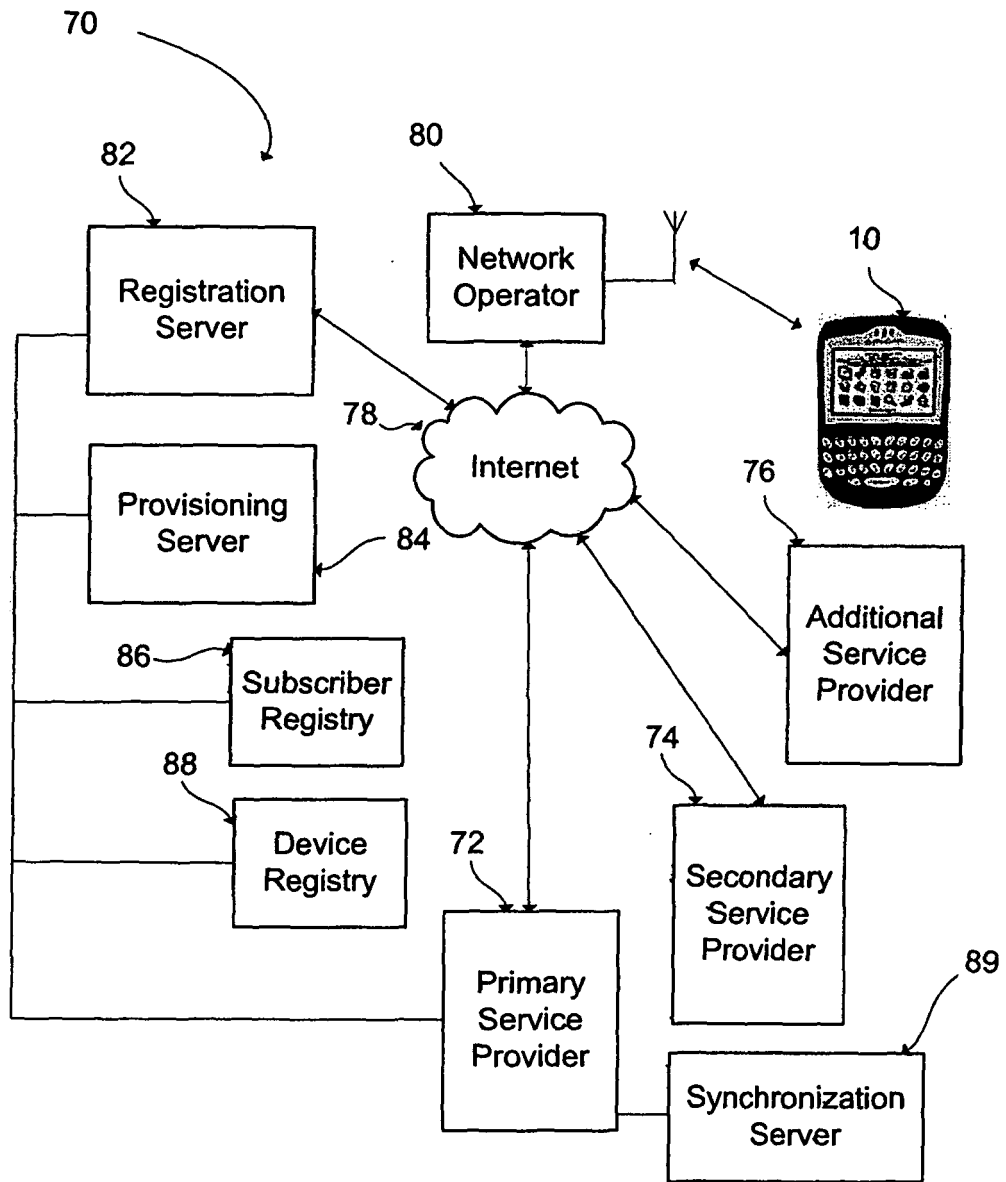 70
82
80
10
Registration
Server
Network
Operator
78
Internet
76
Provisioning
Server
84
Additional
Service
Provider
86
Subscriber
Registry
74
88
Device
Registry
72
Secondary
Service
Provider
89
Primary
Service
Provider
Synchronization
Server